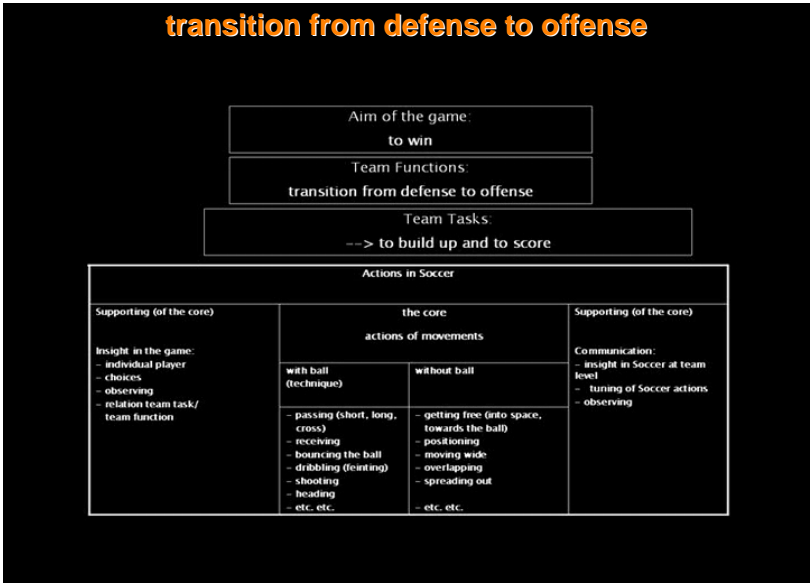 transition from defense to offense
Aim of the game:
to win
Team Functions:
transition from defense to offense
Team Tasks:
--> to build up and to score
Actions in Soccer
Supporting (of the core)
Insight in the game:
- individual player
- choices
- observing
- relation team task/
team function
the core
actions of movements
with ball
(technique)
- passing (short, long,
cross)
- receiving
- bouncing the ball
- dribbling (feinting)
- shooting
- heading
- etc. etc.
without ball
- getting free (into space,
towards the ball)
- positioning
- moving wide
- overlapping
- spreading out
- etc. etc.
Supporting (of the core)
Communication:
- insight in Soccer at team
level
- tuning of Soccer actions
- observing